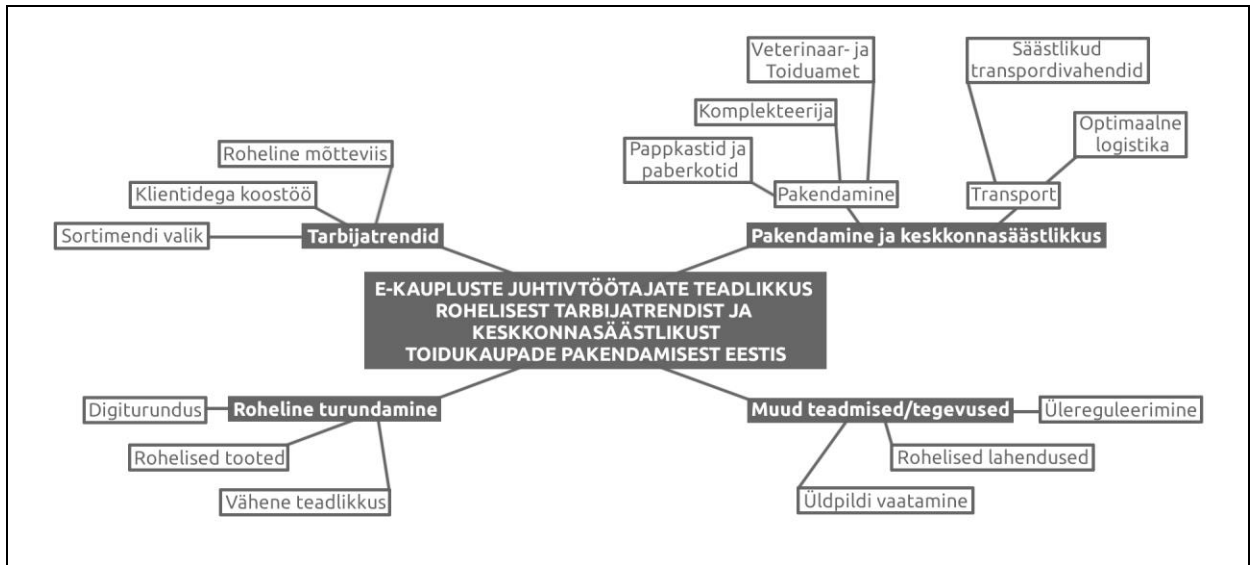 Veterinaar- ja
Toiduamet
Säästlikud
transpordivahendid
Komplekteerija
Optimaalne
logistika
Roheline mõtteviis
Pappkastid ja
paberkotid
Klientidega koostöö
Pakendamine
Transport
Sortimendi valik
Tarbijatrendid
Pakendamine ja keskkonnasäästlikkus
E-KAUPLUSTE JUHTIVTÖÖTAJATE TEADLIKKUS
ROHELISEST TARBIJATRENDIST JA
KESKKONNASÄÄSTLIKUST
TOIDUKAUPADE PAKENDAMISEST EESTIS
Digiturundus
Roheline turundamine
Muud teadmised/tegevused
Ülereguleerimine
Rohelised tooted
Rohelised lahendused
Vähene teadlikkus
Üldpildi vaatamine